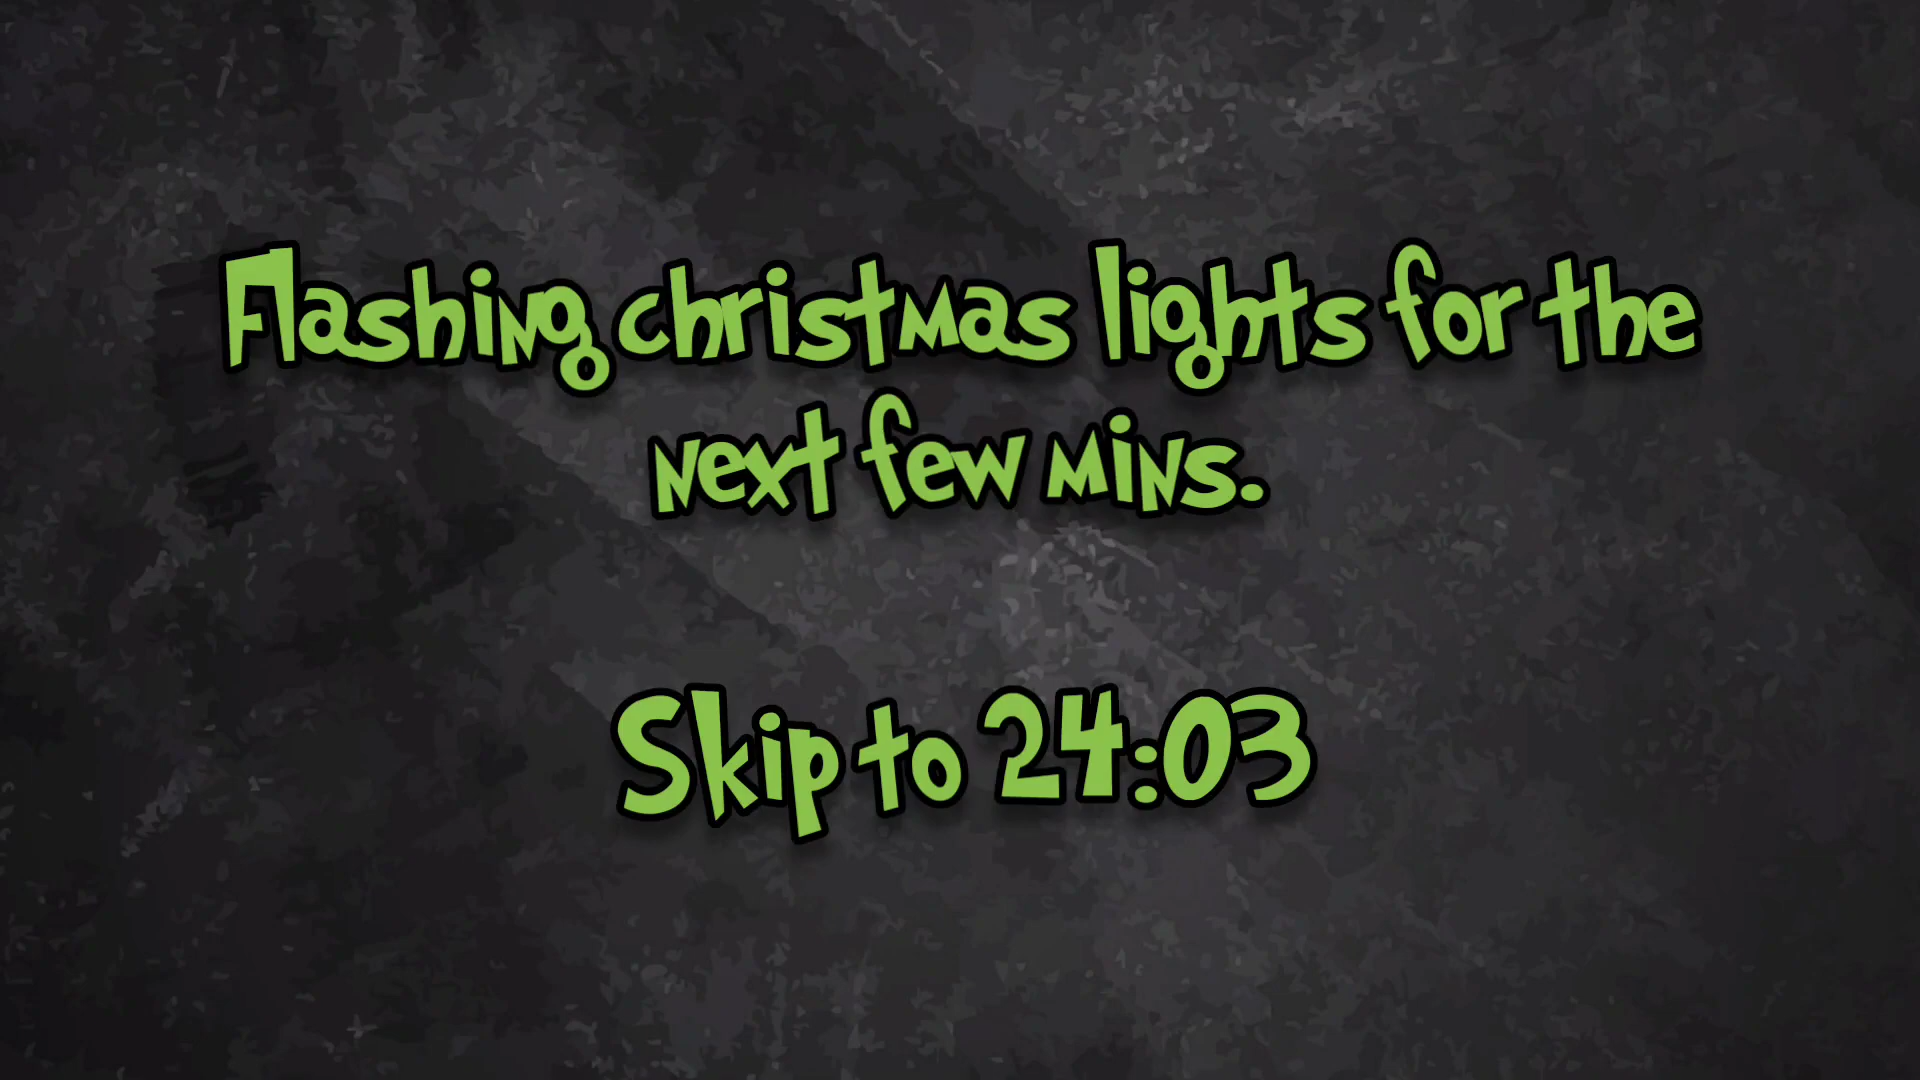 Flashing christmas lights for the
next few mins.
Skip to 24:03